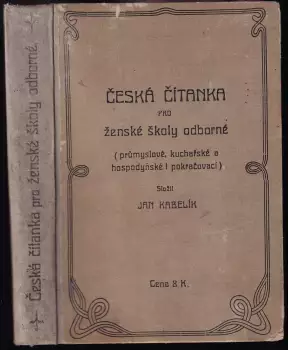 Česká čítanka pro ženské školy odborné.
ČESKÁ ČÍTANKA
PRO
ženské školy odborné
(průmyslové, kuchařské a
hospodyňské i pokračovací)
Složil
JAN KABELÍK
Cena 2 K.